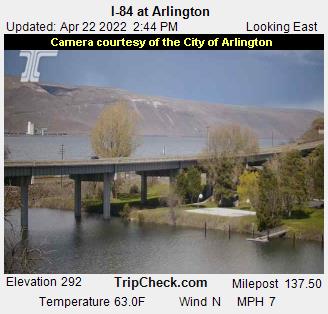 I-84 at Arlington
Updated: Apr 22 2022 2:44 PM Looking East
Camera courtesy of the City of Arlington
Elevation 292 TripCheck.com Milepost 137.50
Temperature 63.0F Wind N MPH 7